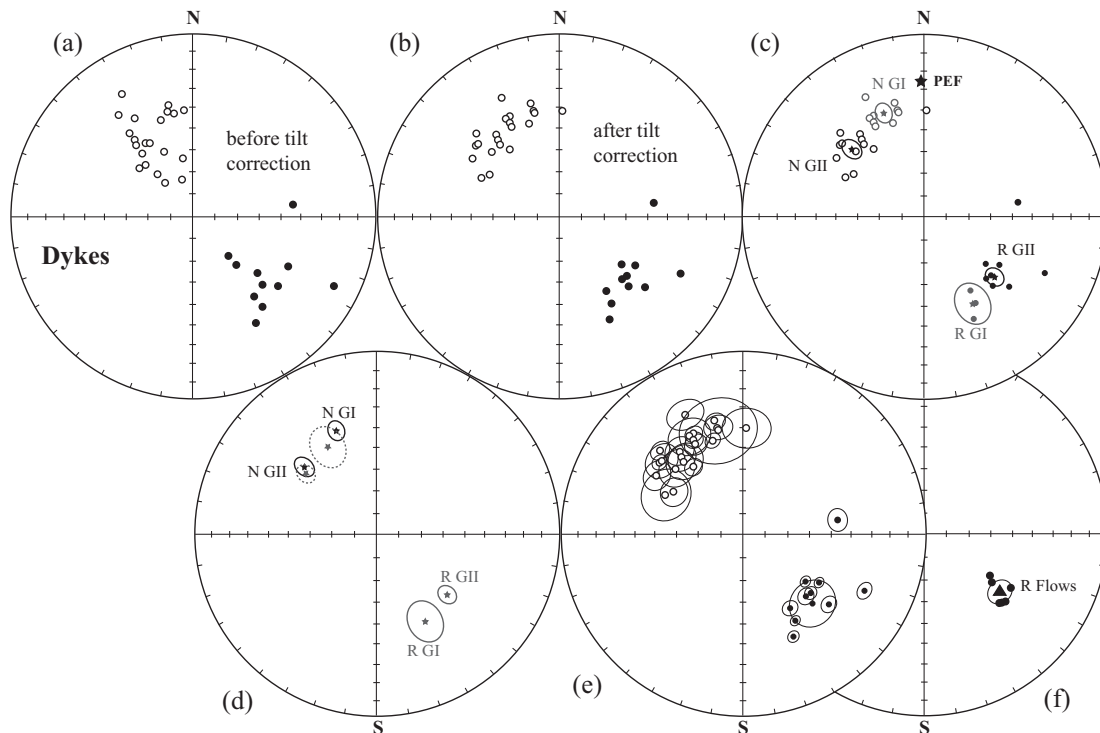 N
N
N
(a)
(b)
(c)
PEF
N GI
before tilt
correction
after tilt
correction
N GII
Dykes
R GII
R GI
N GI
N GII
R GII
R GI
R Flows
(d)
(e)
(f)
S
S